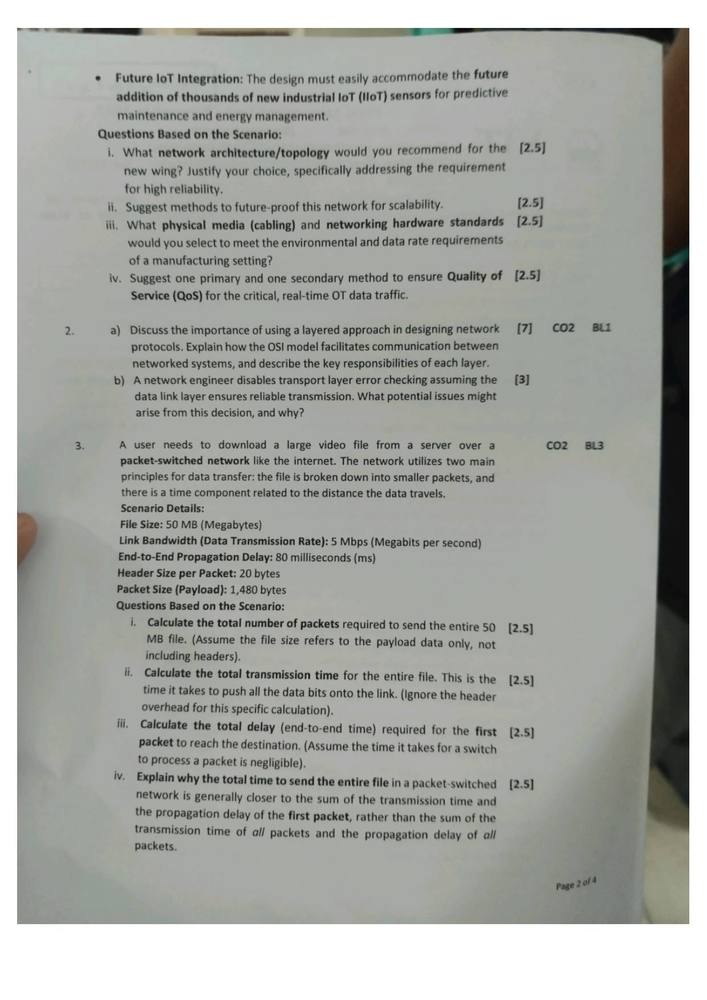 • Future IoT Integration: The design must easily accommodate the future
addition of thousands of new industrial IoT (IIoT) sensors for predictive
maintenance and energy management.
Questions Based on the Scenario:
i. What network architecture/topology would you recommend for the [2.5]
new wing? Justify your choice, specifically addressing the requirement
for high reliability.
ii. Suggest methods to future-proof this network for scalability. [2.5]
iii. What physical media (cabling) and networking hardware standards [2.5]
would you select to meet the environmental and data rate requirements
of a manufacturing setting?
iv. Suggest one primary and one secondary method to ensure Quality of [2.5]
Service (QoS) for the critical, real-time OT data traffic.
2. a) Discuss the importance of using a layered approach in designing network [7] CO2 BL1
protocols. Explain how the OSI model facilitates communication between
networked systems, and describe the key responsibilities of each layer.
b) A network engineer disables transport layer error checking assuming the [3]
data link layer ensures reliable transmission. What potential issues might
arise from this decision, and why?
3. A user needs to download a large video file from a server over a CO2 BL3
packet-switched network like the internet. The network utilizes two main
principles for data transfer: the file is broken down into smaller packets, and
there is a time component related to the distance the data travels.
Scenario Details:
File Size: 50 MB (Megabytes)
Link Bandwidth (Data Transmission Rate): 5 Mbps (Megabits per second)
End-to-End Propagation Delay: 80 milliseconds (ms)
Header Size per Packet: 20 bytes
Packet Size (Payload): 1,480 bytes
Questions Based on the Scenario:
i. Calculate the total number of packets required to send the entire 50 [2.5]
MB file. (Assume the file size refers to the payload data only, not
including headers).
ii. Calculate the total transmission time for the entire file. This is the [2.5]
time it takes to push all the data bits onto the link. (Ignore the header
overhead for this specific calculation).
iii. Calculate the total delay (end-to-end time) required for the first [2.5]
packet to reach the destination. (Assume the time it takes for a switch
to process a packet is negligible).
iv. Explain why the total time to send the entire file in a packet-switched [2.5]
network is generally closer to the sum of the transmission time and
the propagation delay of the first packet, rather than the sum of the
transmission time of all packets and the propagation delay of all
packets.
Page 2 of 4